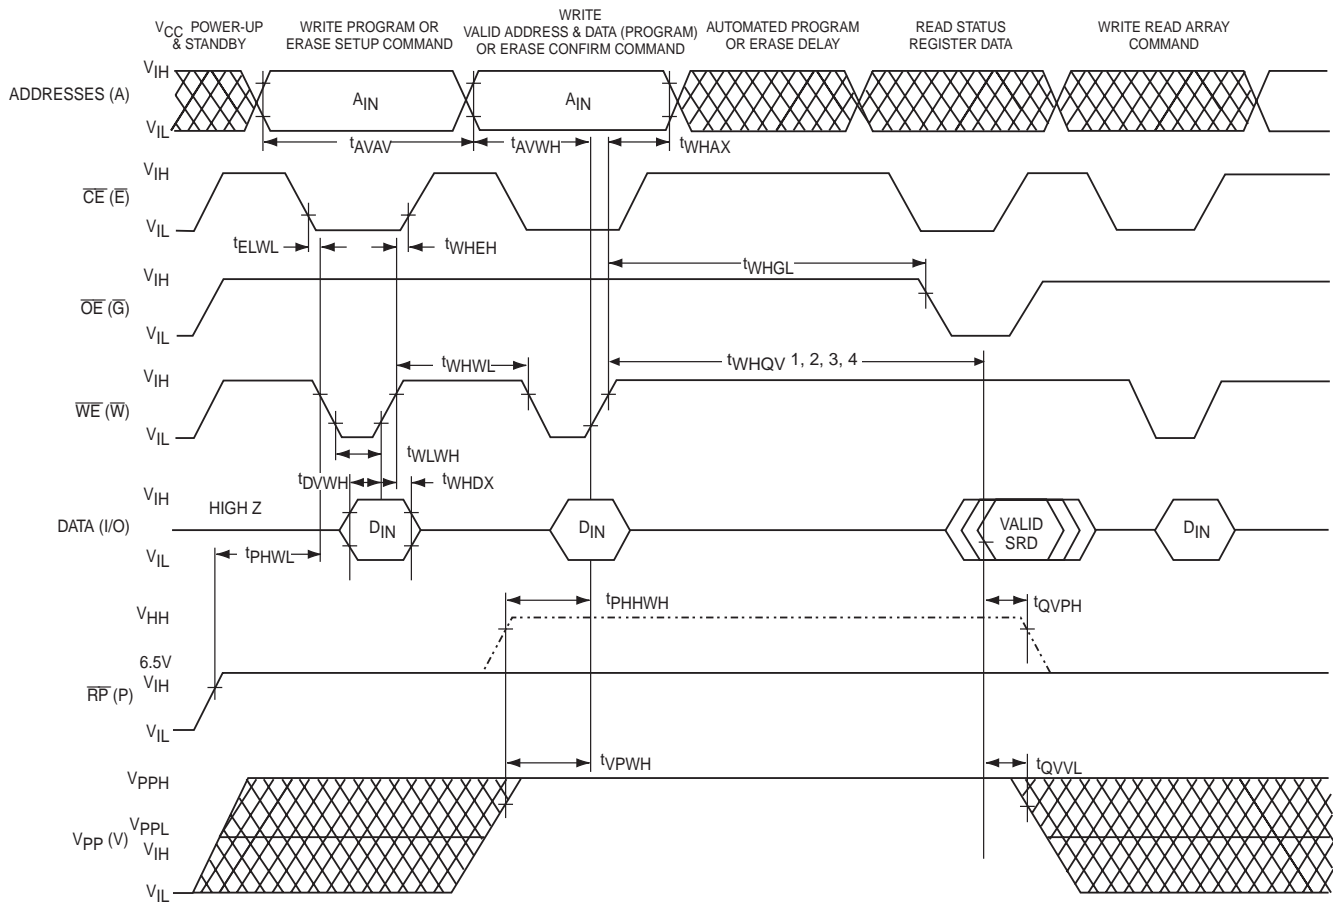 VCC POWER-UP
& STANDBY
WRITE PROGRAM OR
ERASE SETUP COMMAND
WRITE
VALID ADDRESS & DATA (PROGRAM)
OR ERASE CONFIRM COMMAND
AUTOMATED PROGRAM
OR ERASE DELAY
READ STATUS
REGISTER DATA
WRITE READ ARRAY
COMMAND
VIH
ADDRESSES (A)
AIN
AIN
VIL
tAVAV
tAVWH
tWHAX
VIH
C̅E̅ (E̅)
VIL
tELWL
tWHEH
VIH
tWHGL
O̅E̅ (G̅)
VIL
VIH
tWHWL
tWHQV 1, 2, 3, 4
W̅E̅ (W̅)
VIL
tWLWH
tDVWH
tWHDX
VIH
HIGH Z
DATA (I/O)
DIN
DIN
VALID
SRD
DIN
VIL
tPHWL
VHH
tPHHWH
tQVPH
6.5V
VIH
R̅P̅ (P)
VIL
tVPWH
tQVVL
VPPH
VPPL
VPP (V)
VIH
VIL